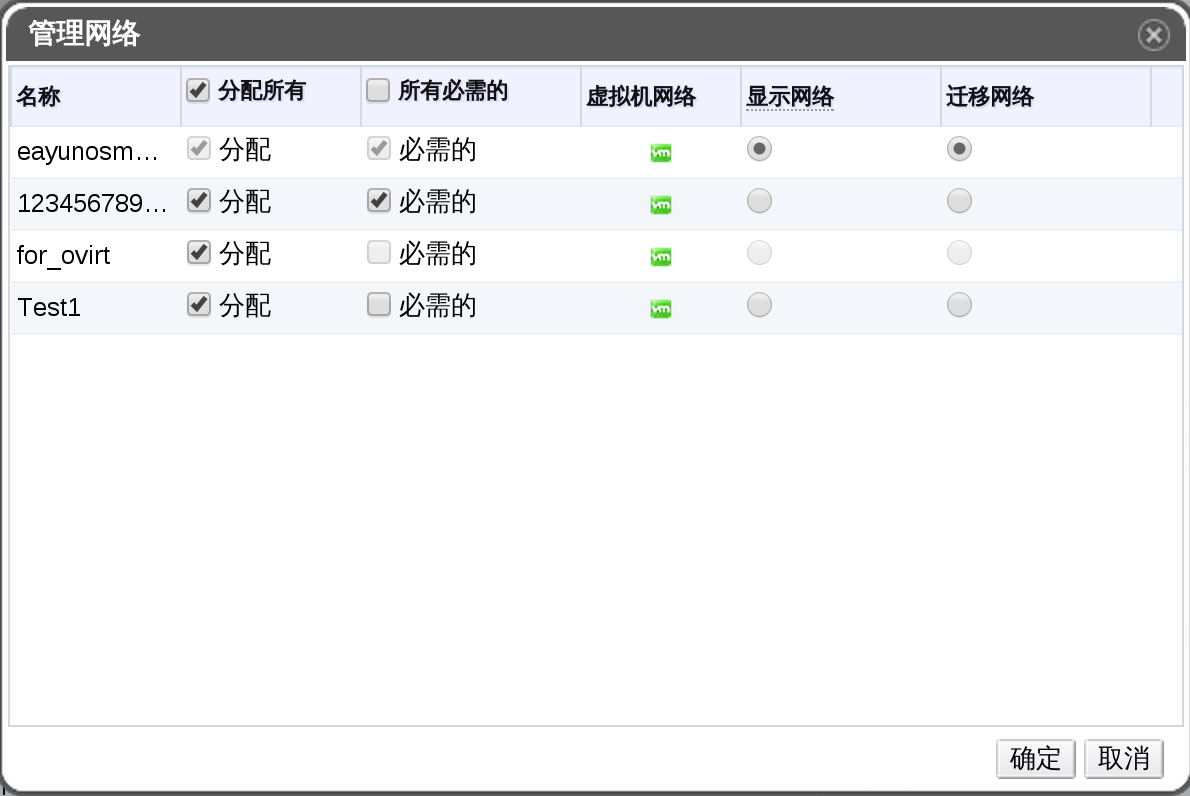 管理网络
名称 分配所有 所有必需的 虚拟机网络 显示网络 迁移网络
eayunosm... 分配 必需的 vm
123456789... 分配 必需的 vm
for_ovirt 分配 必需的 vm
Test1 分配 必需的 vm
确定 取消